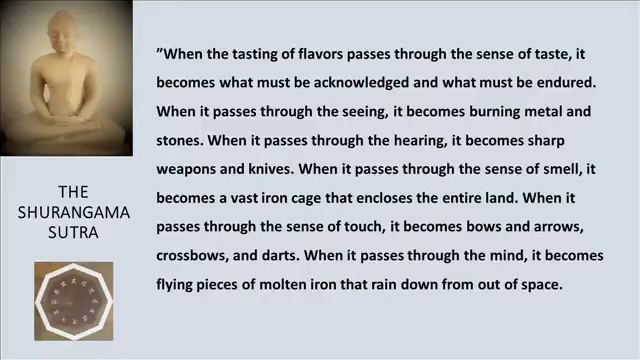 ”When the tasting of flavors passes through the sense of taste, it
becomes what must be acknowledged and what must be endured.
When it passes through the seeing, it becomes burning metal and
stones. When it passes through the hearing, it becomes sharp
weapons and knives. When it passes through the sense of smell, it
becomes a vast iron cage that encloses the entire land. When it
passes through the sense of touch, it becomes bows and arrows,
crossbows, and darts. When it passes through the mind, it becomes
flying pieces of molten iron that rain down from out of space.
THE
SHURANGAMA
SUTRA